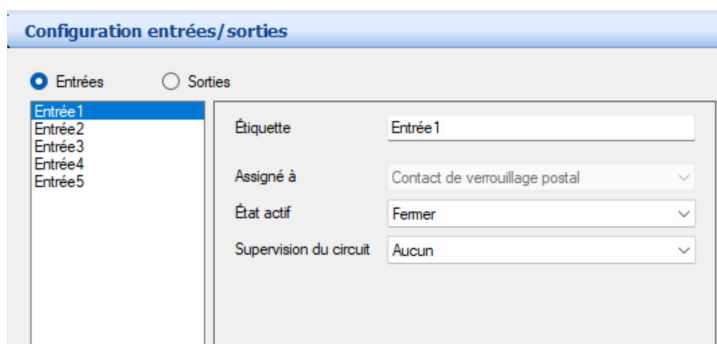 Configuration entrées/sorties
Entrées Sorties
Entrée1
Entrée2
Entrée3
Entrée4
Entrée5
Étiquette Entrée1
Assigné à Contact de verrouillage postal
État actif Fermer
Supervision du circuit Aucun